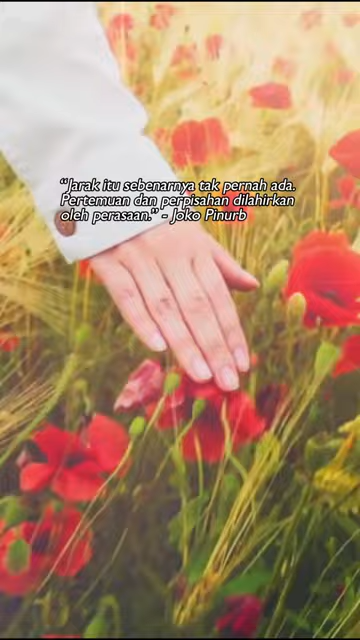 “Jarak itu sebenarnya tak pernah ada.
Pertemuan dan perpisahan dilahirkan
oleh perasaan.” - Joko Pinurb